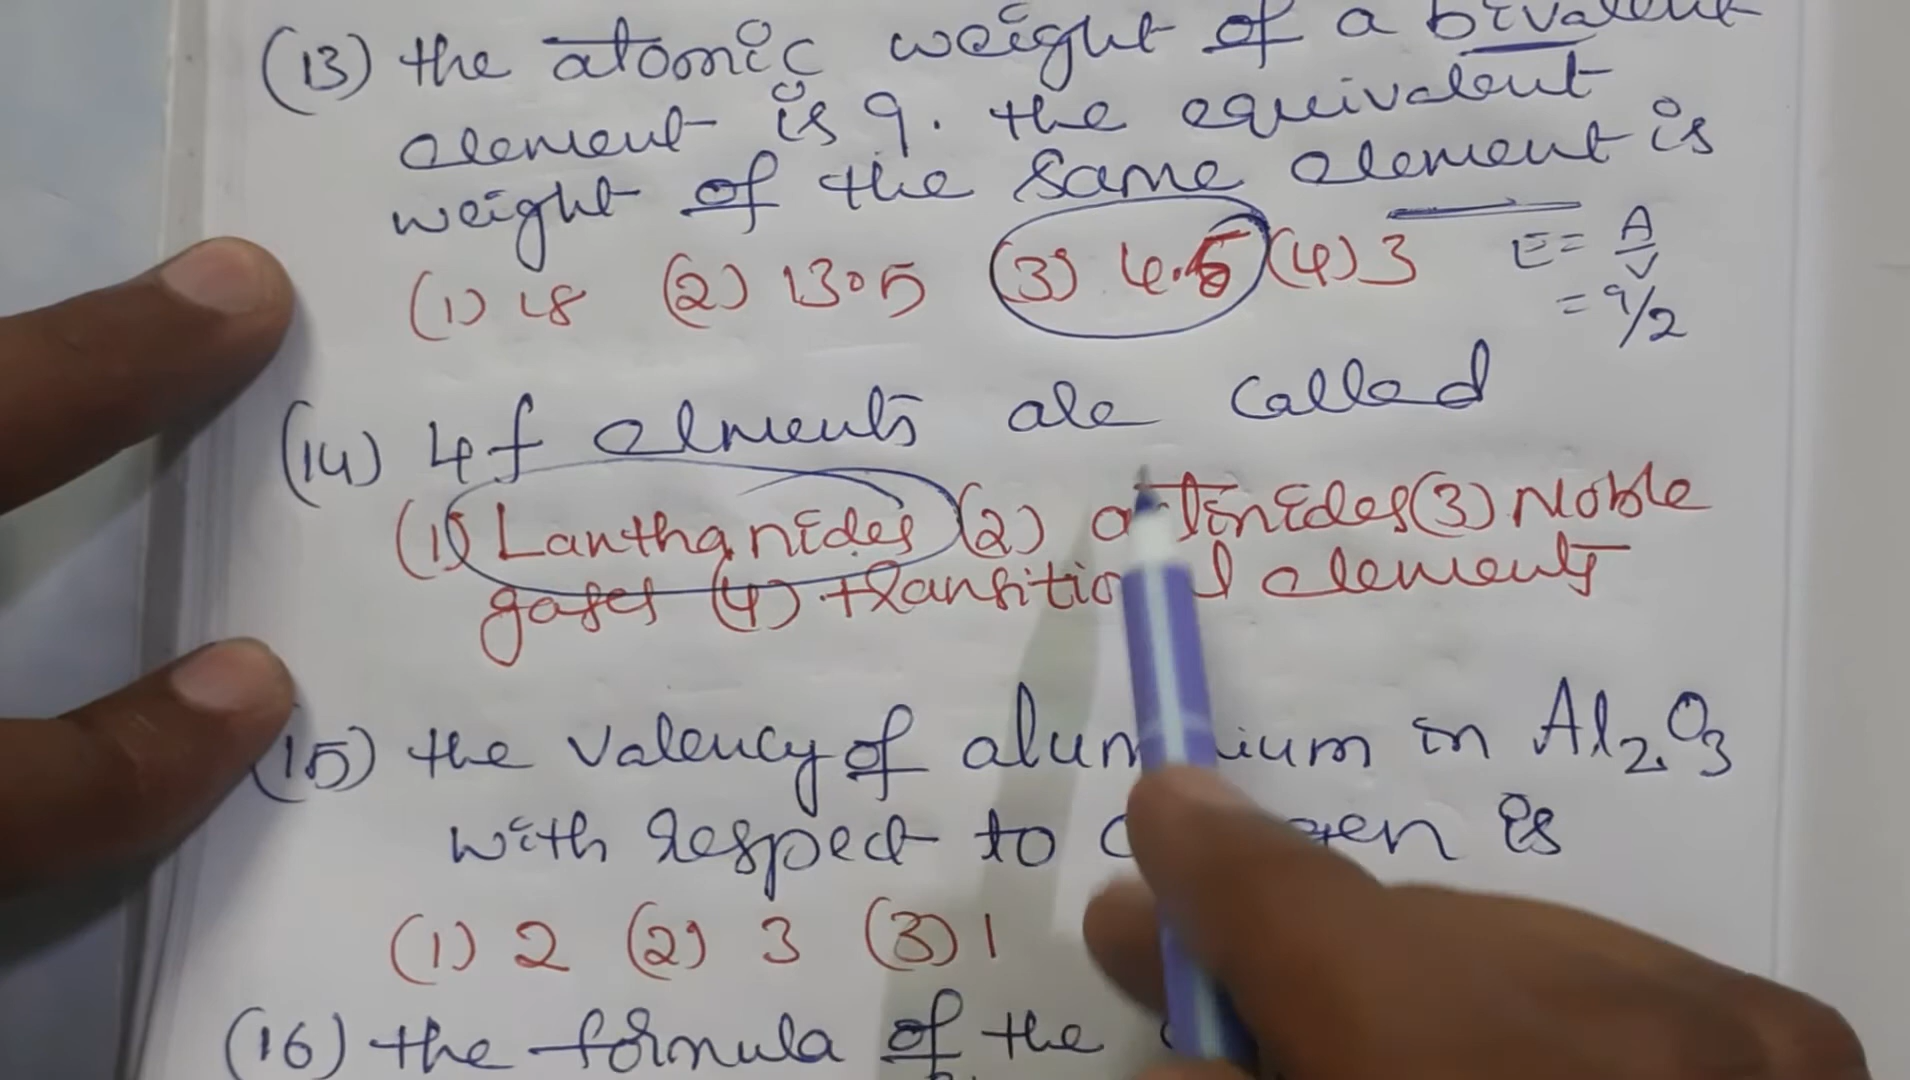 (13) the atomic weight of a bivalent
element is 9. the equivalent
weight of the same element is
(1) 18 (2) 13.5 (3) 4.5 (4) 3
E = A/V
= 9/2
(14) 4f elments are called
(1) Lanthanides (2) actinides (3) Noble
gases (4) transitional elements
(15) the valency of aluminium in Al2O3
with respect to oxygen is
(1) 2 (2) 3 (3) 1
(16) the formula of the